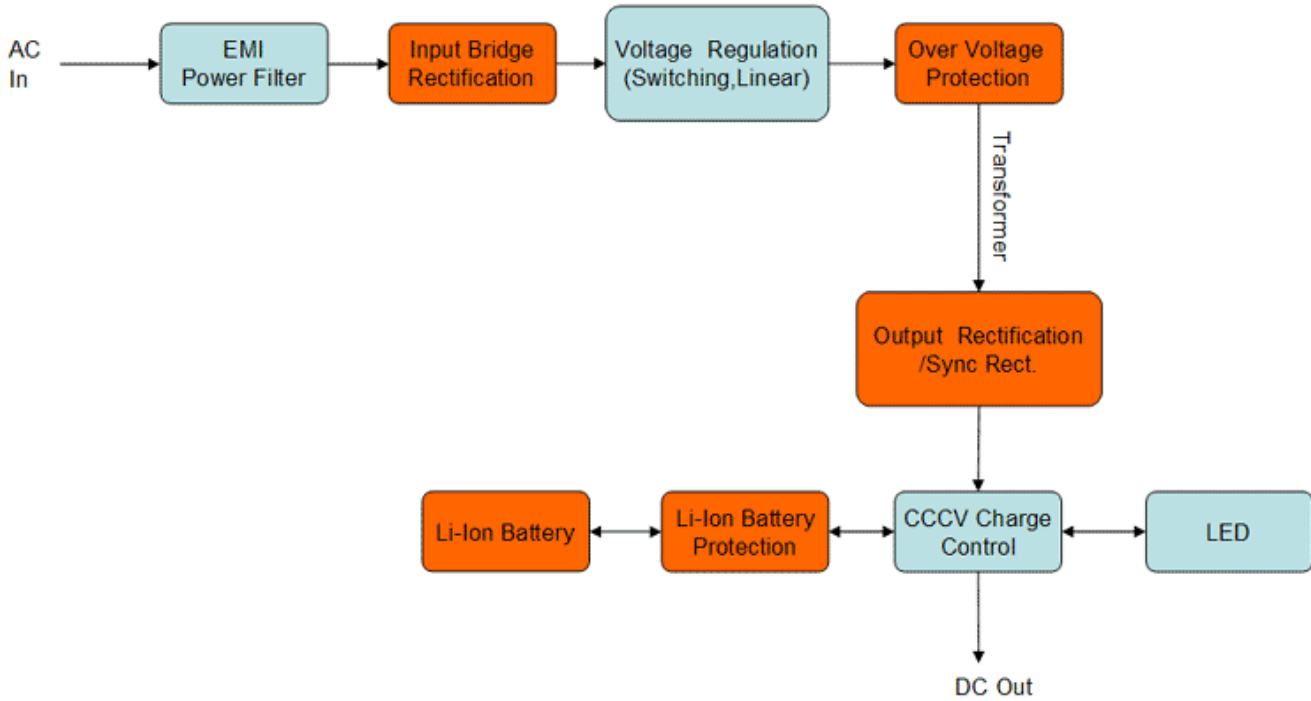 AC
In
EMI
Power Filter
Input Bridge
Rectification
Voltage Regulation
(Switching,Linear)
Over Voltage
Protection
Transformer
Output Rectification
/Sync Rect.
Li-Ion Battery
Li-Ion Battery
Protection
CCCV Charge
Control
LED
DC Out